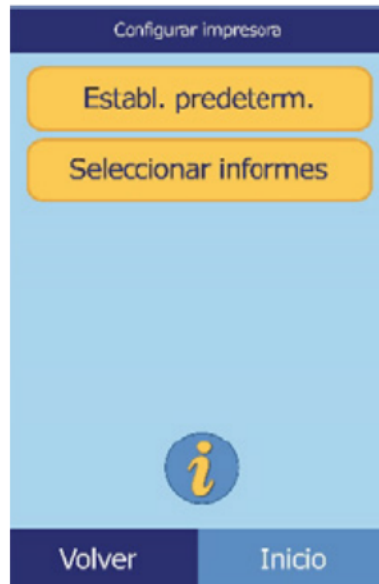 Configurar impresora
Establ. predeterm.
Seleccionar informes
i
Volver Inicio